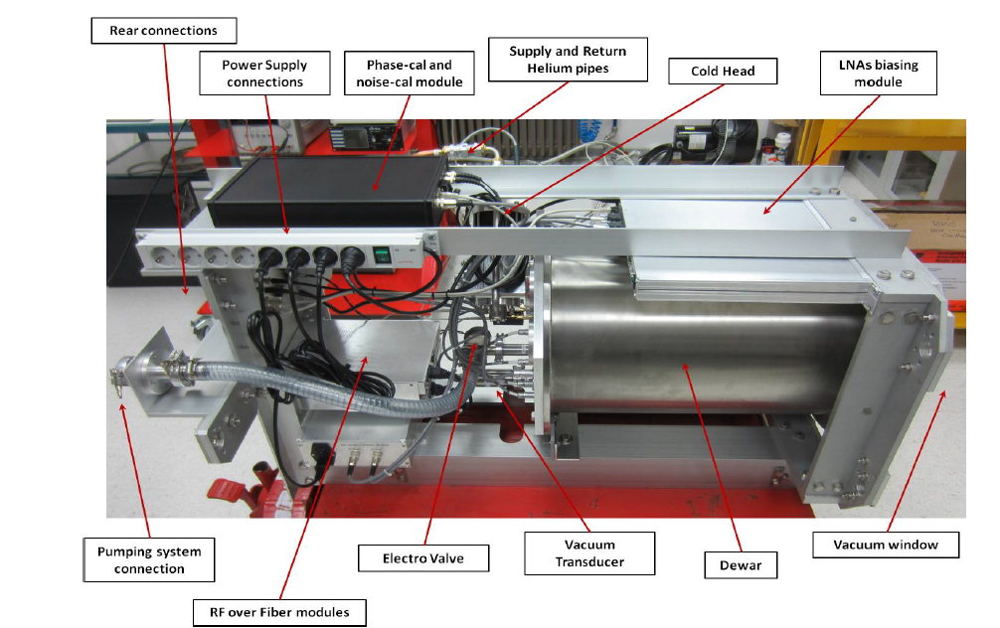 Rear connections
Power Supply
connections
Phase-cal and
noise-cal module
Supply and Return
Helium pipes
Cold Head
LNAs biasing
module
Pumping system
connection
RF over Fiber modules
Electro Valve
Vacuum
Transducer
Dewar
Vacuum window